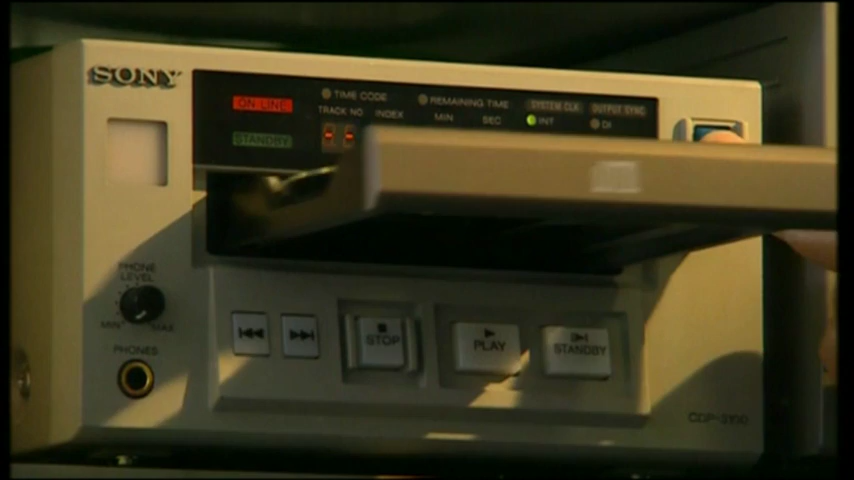 SONY
ON LINE
TIME CODE
REMAINING TIME
SYSTEM CLK
OUTPUT SYNC
TRACK NO
INDEX
MIN
SEC
INT
DI
STANDBY
PHONE
LEVEL
MIN
MAX
PHONES
STOP
PLAY
STANDBY
CDP-3100